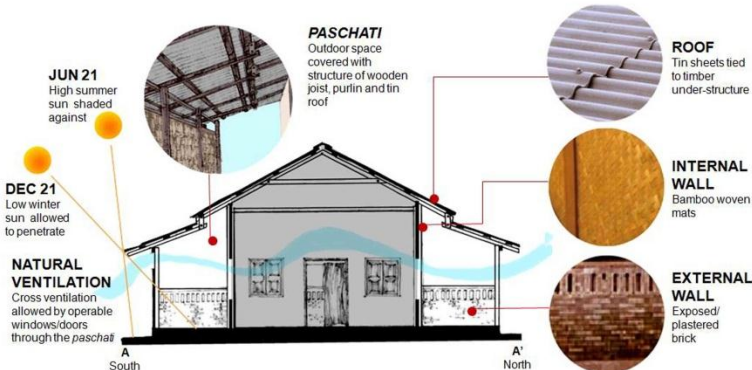 JUN 21
High summer
sun shaded
against
DEC 21
Low winter
sun allowed
to penetrate
NATURAL
VENTILATION
Cross ventilation
allowed by operable
windows/doors
through the paschati
PASCHATI
Outdoor space
covered with
structure of wooden
joist, purlin and tin
roof
ROOF
Tin sheets tied
to timber
under-structure
INTERNAL
WALL
Bamboo woven
mats
EXTERNAL
WALL
Exposed/
plastered
brick
A
South
A'
North